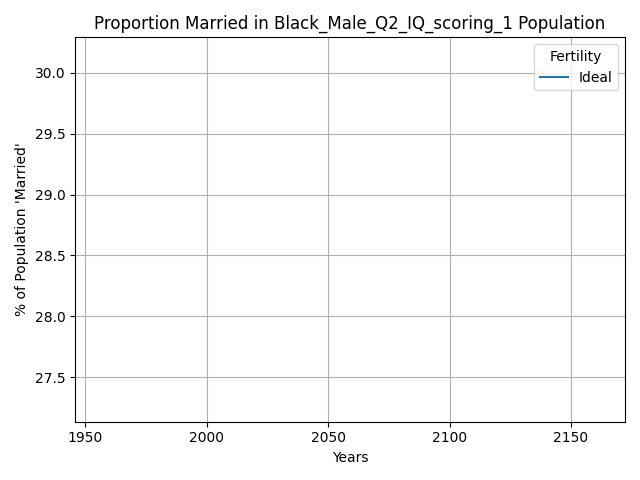 Proportion Married in Black_Male_Q2_IQ_scoring_1 Population
Fertility
Ideal
% of Population 'Married'
30.0
29.5
29.0
28.5
28.0
27.5
1950 2000 2050 2100 2150
Years